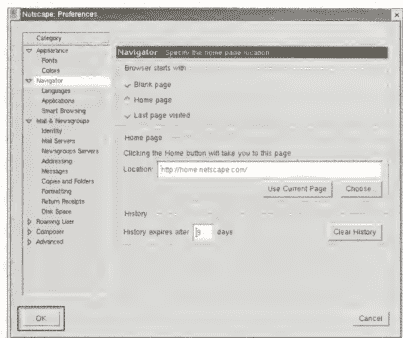 Netscape: Preferences
Category
Appearance
Fonts
Colors
Navigator
Languages
Applications
Smart Browsing
Mail & Newsgroups
Identity
Mail Servers
Newsgroups Servers
Addressing
Messages
Copies and Folders
Formatting
Return Receipts
Disk Space
Roaming User
Composer
Advanced
Navigator Specify the home page location
Browser starts with
Blank page
Home page
Last page visited
Home page
Clicking the Home button will take you to this page
Location: http://home.netscape.com/
Use Current Page Choose...
History
History expires after 9 days Clear History
OK Cancel